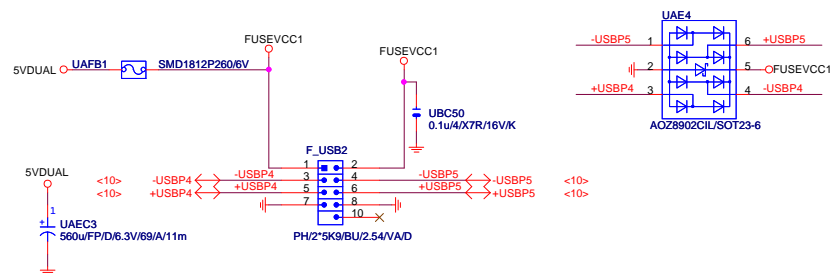 UAE4
-USBP5 1 6 +USBP5
2 5 FUSEVCC1
+USBP4 3 4 -USBP4
AOZ8902CIL/SOT23-6
FUSEVCC1
5VDUAL UAFB1 SMD1812P260/6V
FUSEVCC1
UBC50
0.1u/4/X7R/16V/K
F_USB2
1 2
<10> -USBP4 -USBP4 3 4 -USBP5 -USBP5 <10>
<10> +USBP4 +USBP4 5 6 +USBP5 +USBP5 <10>
7 8
10
PH/2*5K9/BU/2.54/VA/D
5VDUAL
1
+
UAEC3
560u/FP/D/6.3V/69/A/11m